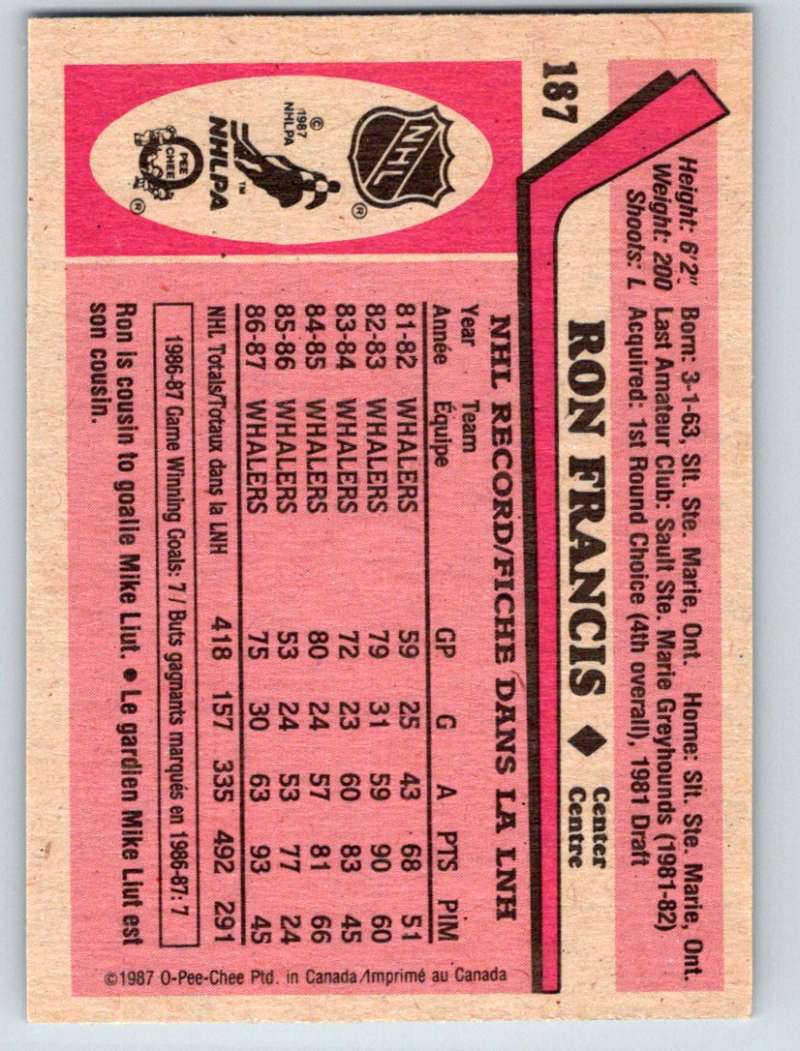 187
Height: 6'2" Born: 3-1-63, Slt. Ste. Marie, Ont. Home: Slt. Ste. Marie, Ont.
Weight: 200 Last Amateur Club: Sault Ste. Marie Greyhounds (1981-82)
Shoots: L Acquired: 1st Round Choice (4th overall), 1981 Draft
RON FRANCIS ◆ Center
Centre
NHL RECORD/FICHE DANS LA LNH
Year Team GP G A PTS PIM
Année Équipe
81-82 WHALERS 59 25 43 68 51
82-83 WHALERS 79 31 59 90 60
83-84 WHALERS 72 23 60 83 45
84-85 WHALERS 80 24 57 81 66
85-86 WHALERS 53 24 53 77 24
86-87 WHALERS 75 30 63 93 45
NHL Totals/Totaux dans la LNH 418 157 335 492 291
1986-87 Game Winning Goals: 7 / Buts gagnants marqués en 1986-87: 7
Ron is cousin to goalie Mike Liut. ● Le gardien Mike Liut est
son cousin.
NHL
®
©
1987
NHLPA
™
NHLPA
O
PEE
CHEE
®
©1987 O-Pee-Chee Ptd. in Canada/Imprimé au Canada